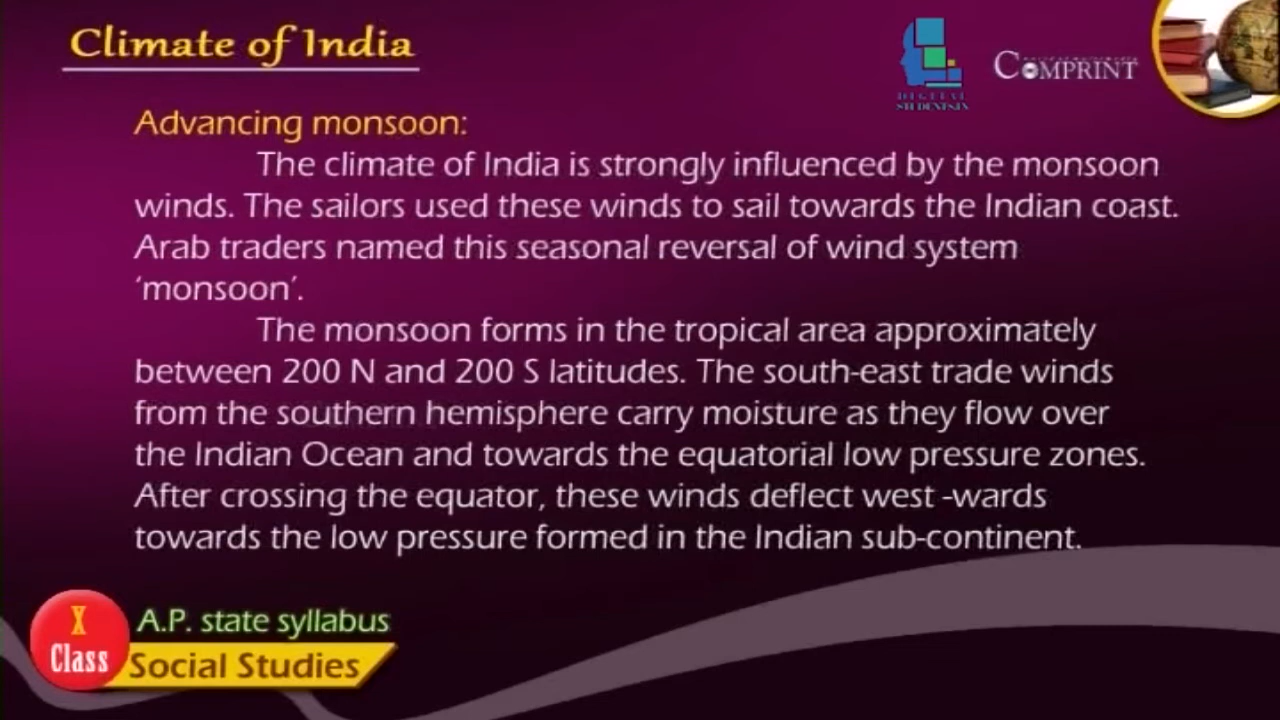 Climate of India
COMPRINT
DIGITAL
STUDENTS.IN
Advancing monsoon:
The climate of India is strongly influenced by the monsoon
winds. The sailors used these winds to sail towards the Indian coast.
Arab traders named this seasonal reversal of wind system
‘monsoon’.
The monsoon forms in the tropical area approximately
between 200 N and 200 S latitudes. The south-east trade winds
from the southern hemisphere carry moisture as they flow over
the Indian Ocean and towards the equatorial low pressure zones.
After crossing the equator, these winds deflect west -wards
towards the low pressure formed in the Indian sub-continent.
X
Class
A.P. state syllabus
Social Studies